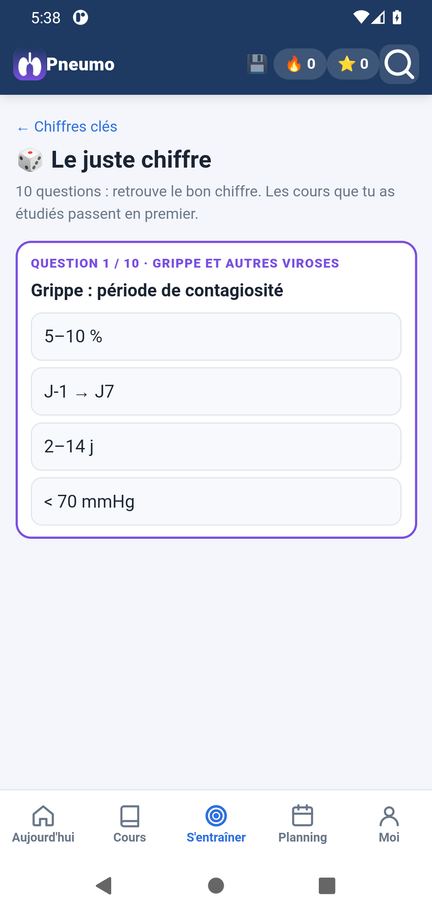 5:38
Pneumo
0
0
← Chiffres clés
Le juste chiffre
10 questions : retrouve le bon chiffre. Les cours que tu as
étudiés passent en premier.
QUESTION 1 / 10 · GRIPPE ET AUTRES VIROSES
Grippe : période de contagiosité
5–10 %
J-1 → J7
2–14 j
< 70 mmHg
Aujourd'hui
Cours
S'entraîner
Planning
Moi